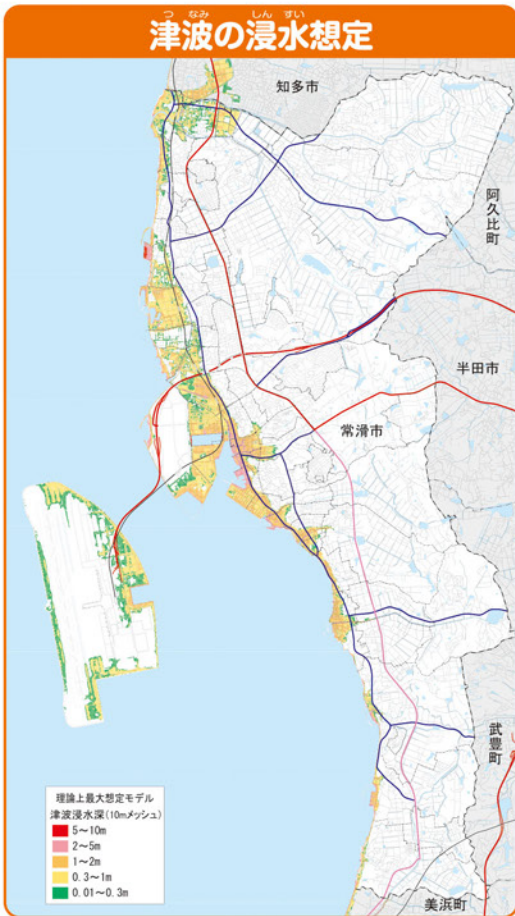 つ なみ しん すい
津波の浸水想定
知多市
阿久比町
半田市
常滑市
武豊町
美浜町
理論上最大想定モデル
津波浸水深(10mメッシュ)
5~10m
2~5m
1~2m
0.3~1m
0.01~0.3m